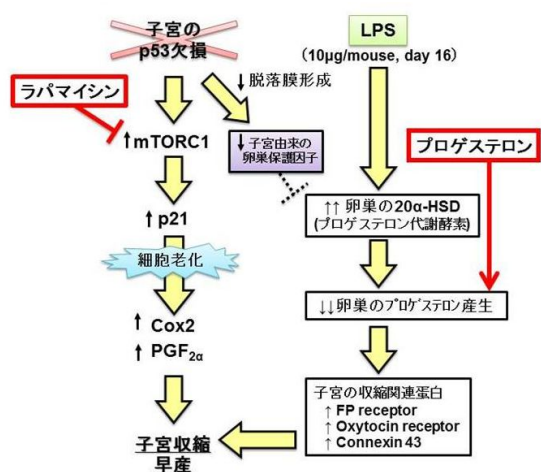 子宮の
p53欠損
LPS
(10μg/mouse, day 16)
↓脱落膜形成
ラパマイシン
↑mTORC1
↓子宮由来の
卵巣保護因子
プロゲステロン
↑↑ 卵巣の20α-HSD
(プロゲステロン代謝酵素)
↑ p21
細胞老化
↓↓卵巣のプロゲステロン産生
↑ Cox2
↑ PGF2α
子宮の収縮関連蛋白
↑ FP receptor
↑ Oxytocin receptor
↑ Connexin 43
子宮収縮
早産